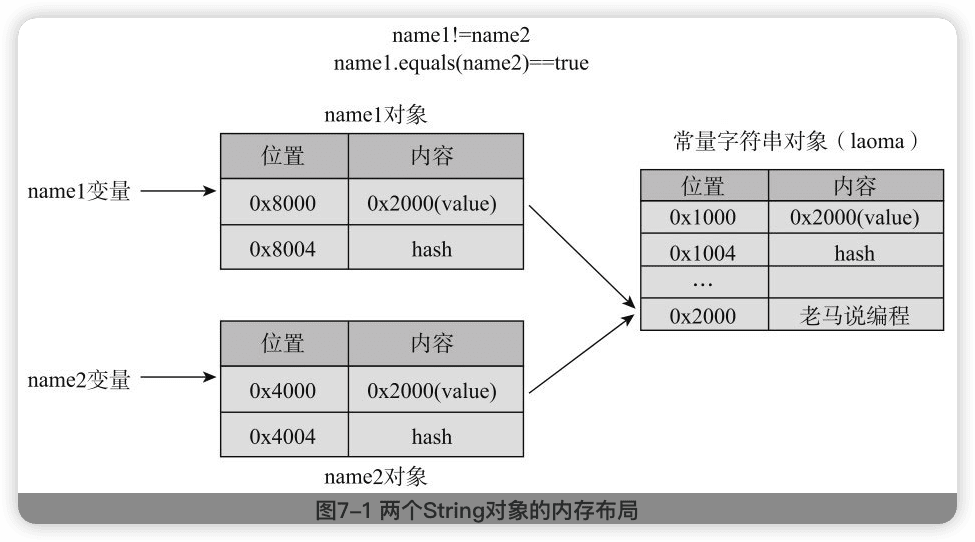 name1!=name2
name1.equals(name2)==true
name1对象
位置 内容
name1变量
0x8000 0x2000(value)
0x8004 hash
常量字符串对象（laoma）
位置 内容
0x1000 0x2000(value)
0x1004 hash
…
0x2000 老马说编程
位置 内容
name2变量
0x4000 0x2000(value)
0x4004 hash
name2对象
图7-1 两个String对象的内存布局